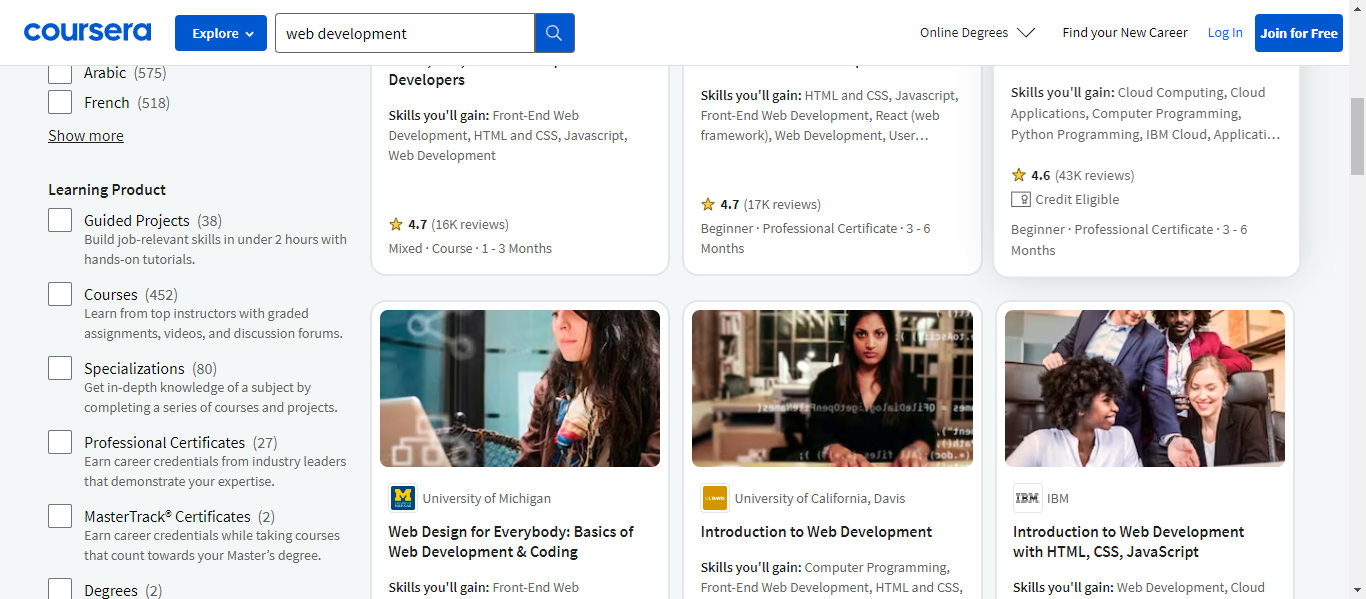 coursera
Explore
web development
Online Degrees
Find your New Career
Log In
Join for Free
Arabic (575)
French (518)
Show more
Learning Product
Guided Projects (38)
Build job-relevant skills in under 2 hours with
hands-on tutorials.
Courses (452)
Learn from top instructors with graded
assignments, videos, and discussion forums.
Specializations (80)
Get in-depth knowledge of a subject by
completing a series of courses and projects.
Professional Certificates (27)
Earn career credentials from industry leaders
that demonstrate your expertise.
MasterTrack® Certificates (2)
Earn career credentials while taking courses
that count towards your Master's degree.
Degrees (2)
Developers
Skills you'll gain: Front-End Web
Development, HTML and CSS, Javascript,
Web Development
4.7 (16K reviews)
Mixed · Course · 1 - 3 Months
Skills you'll gain: HTML and CSS, Javascript,
Front-End Web Development, React (web
framework), Web Development, User…
4.7 (17K reviews)
Beginner · Professional Certificate · 3 - 6
Months
Skills you'll gain: Cloud Computing, Cloud
Applications, Computer Programming,
Python Programming, IBM Cloud, Applicati…
4.6 (43K reviews)
Credit Eligible
Beginner · Professional Certificate · 3 - 6
Months
University of Michigan
Web Design for Everybody: Basics of
Web Development & Coding
Skills you'll gain: Front-End Web
University of California, Davis
Introduction to Web Development
Skills you'll gain: Computer Programming,
Front-End Web Development, HTML and CSS,
IBM
IBM
Introduction to Web Development
with HTML, CSS, JavaScript
Skills you'll gain: Web Development, Cloud